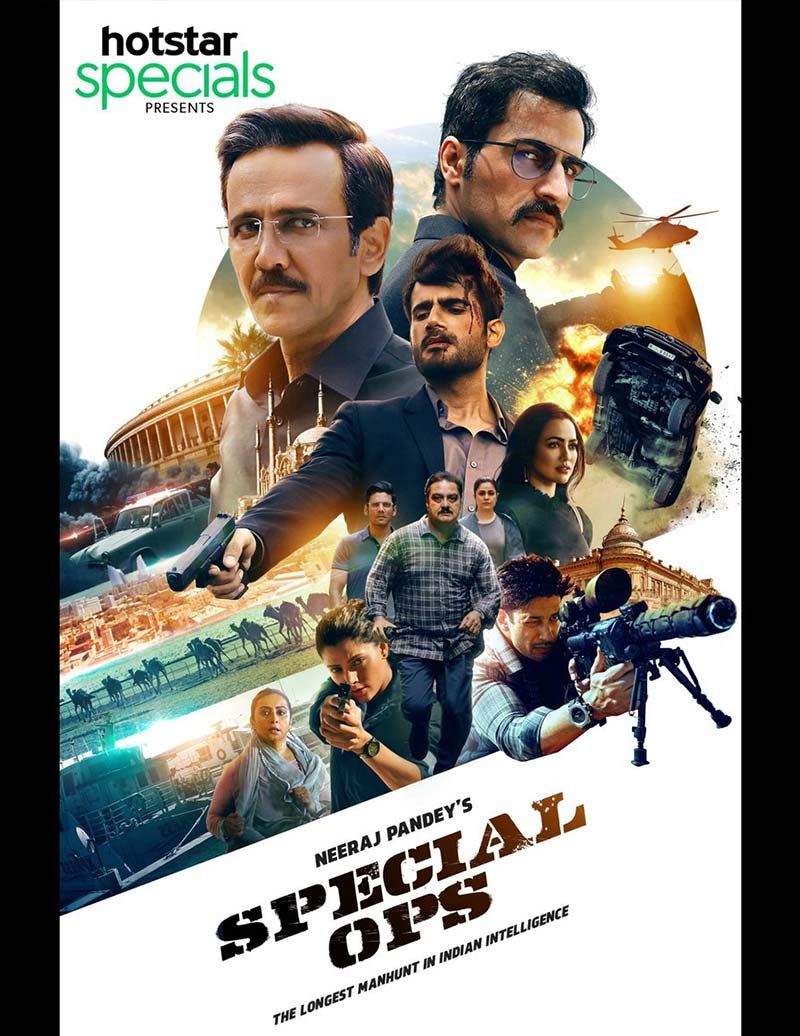 hotstar
specials
PRESENTS
NEERAJ PANDEY'S
SPECIAL
OPS
THE LONGEST MANHUNT IN INDIAN INTELLIGENCE